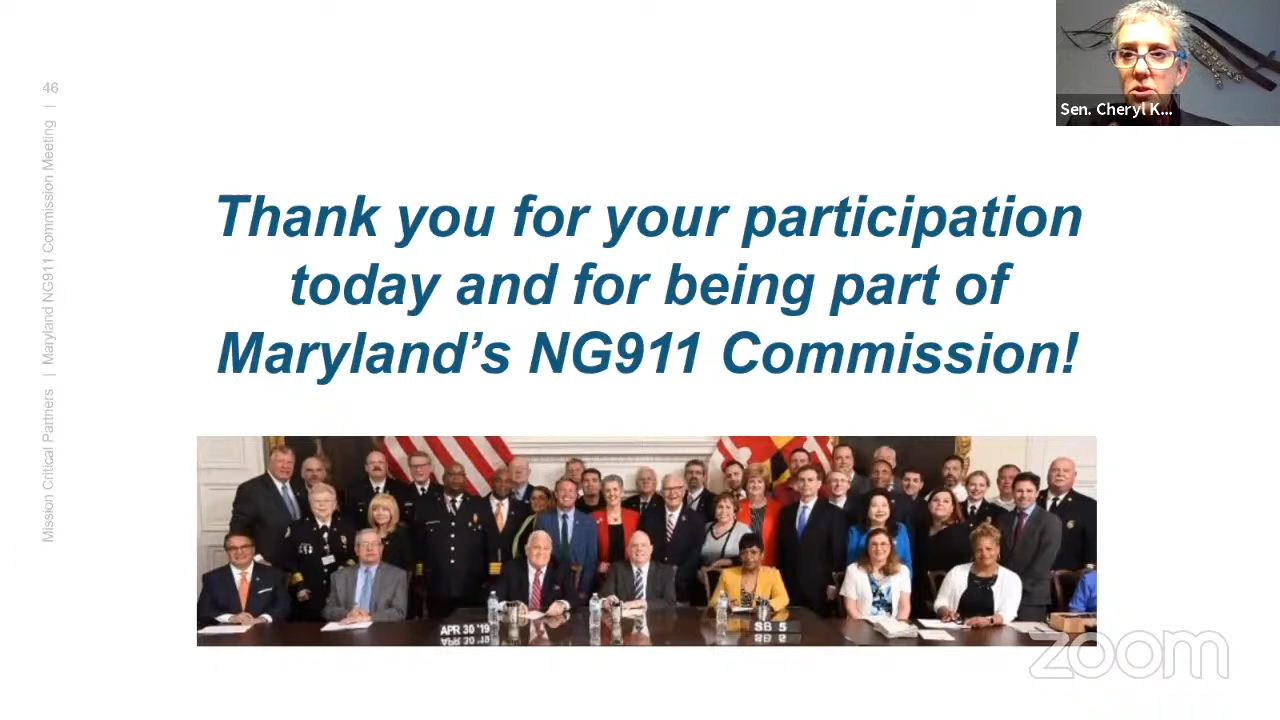 46
Mission Critical Partners | Maryland NG911 Commission Meeting |
Sen. Cheryl K...
Thank you for your participation
today and for being part of
Maryland’s NG911 Commission!
APR 30 '19
SB 5
zoom